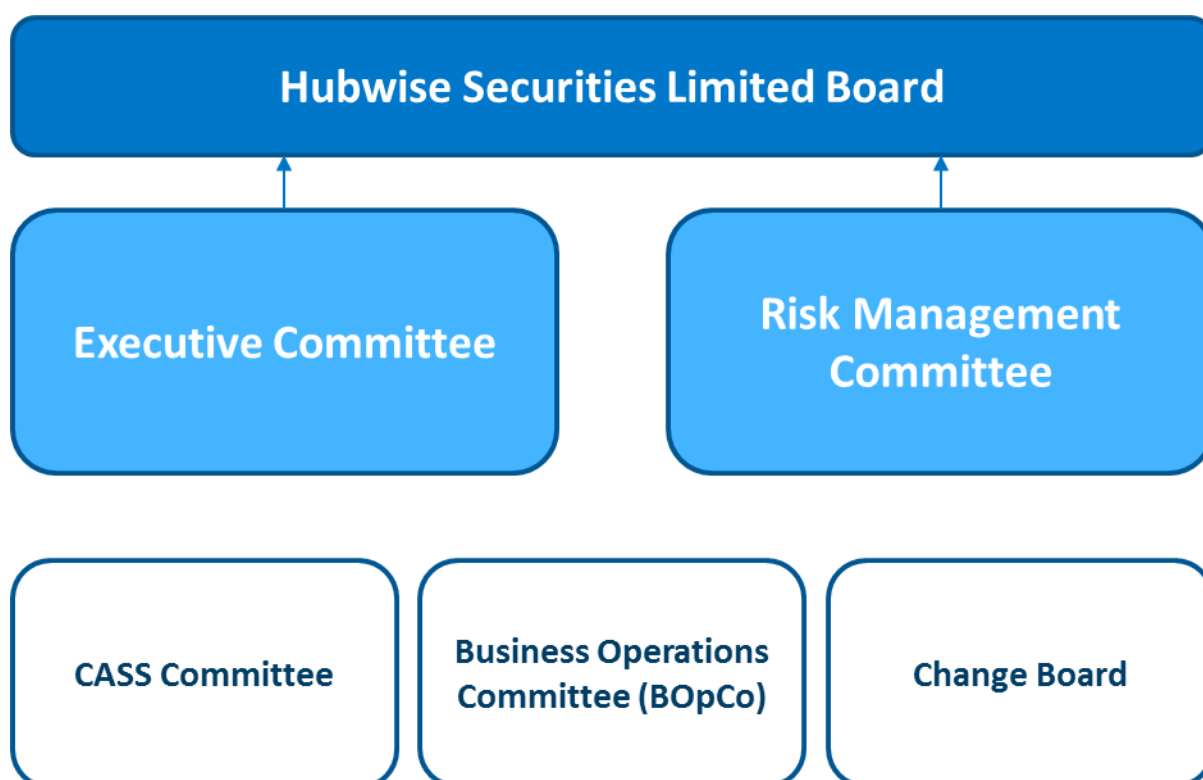 Hubwise Securities Limited Board
Executive Committee
Risk Management
Committee
CASS Committee
Business Operations
Committee (BOpCo)
Change Board